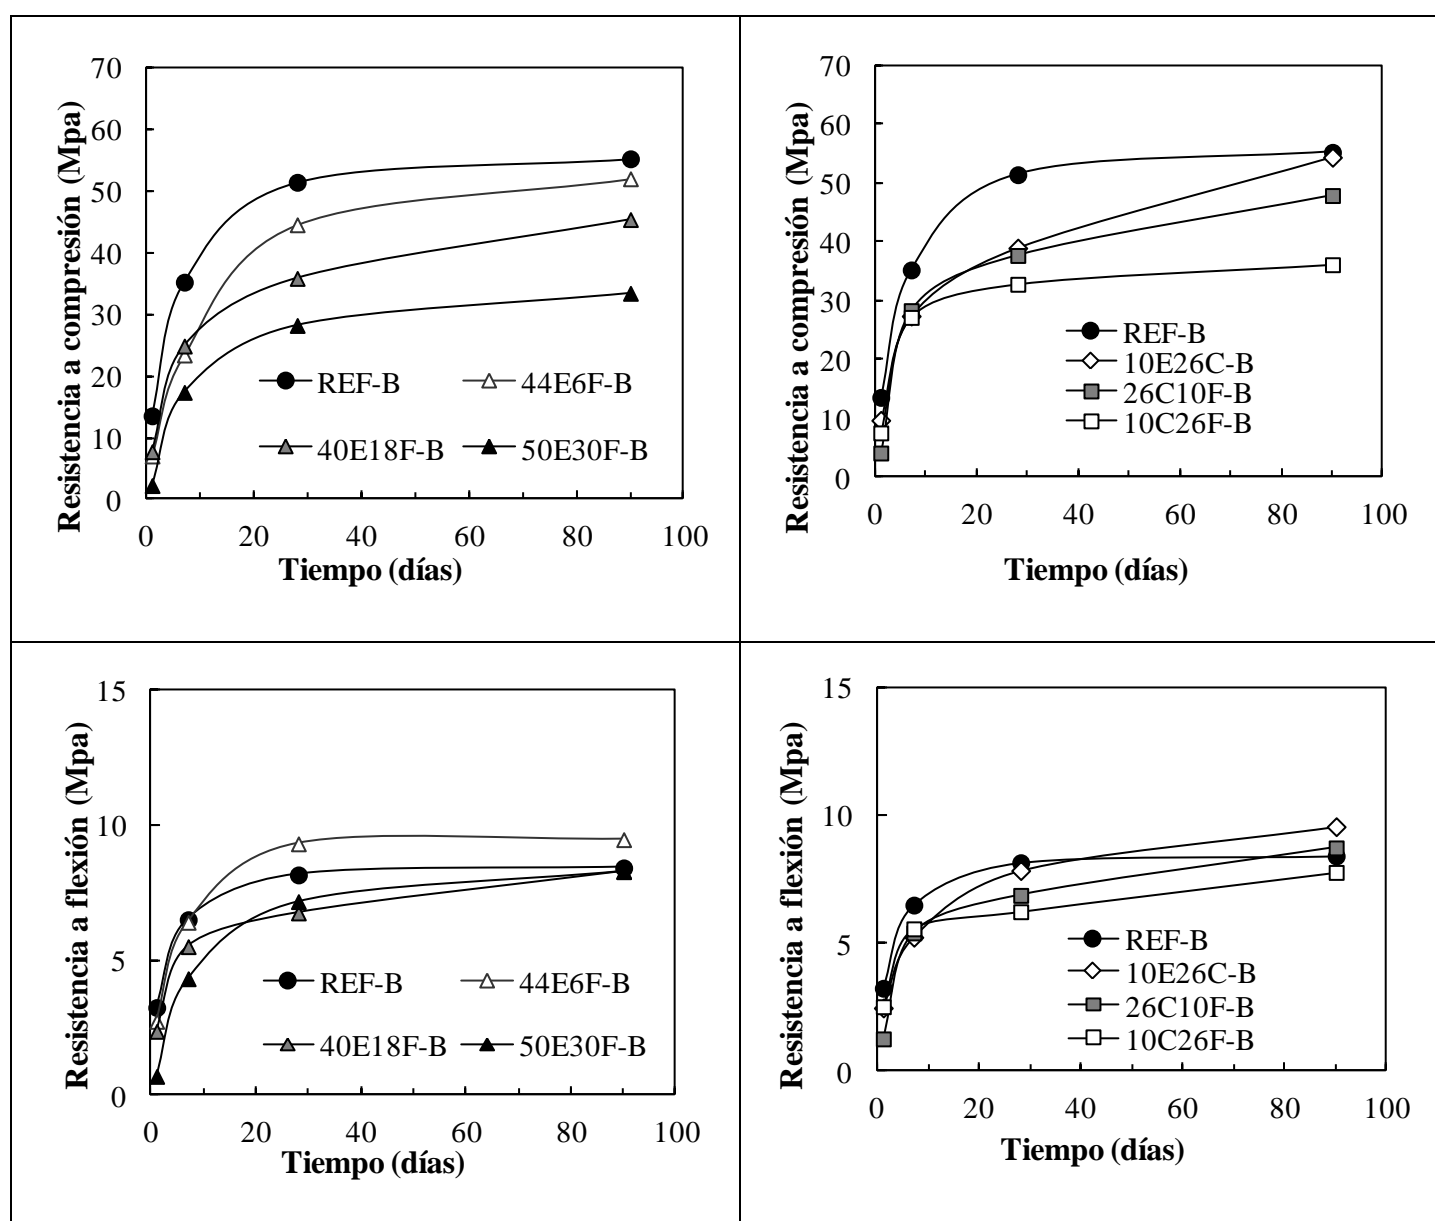 Resistencia a compresión (Mpa)
70
60
50
40
30
20
10
0
REF-B 44E6F-B
40E18F-B 50E30F-B
0 20 40 60 80 100
Tiempo (días)
Resistencia a compresión (Mpa)
70
60
50
40
30
20
10
0
REF-B
10E26C-B
26C10F-B
10C26F-B
0 20 40 60 80 100
Tiempo (días)
Resistencia a flexión (Mpa)
15
10
5
0
REF-B 44E6F-B
40E18F-B 50E30F-B
0 20 40 60 80 100
Tiempo (días)
Resistencia a flexión (Mpa)
15
10
5
0
REF-B
10E26C-B
26C10F-B
10C26F-B
0 20 40 60 80 100
Tiempo (días)